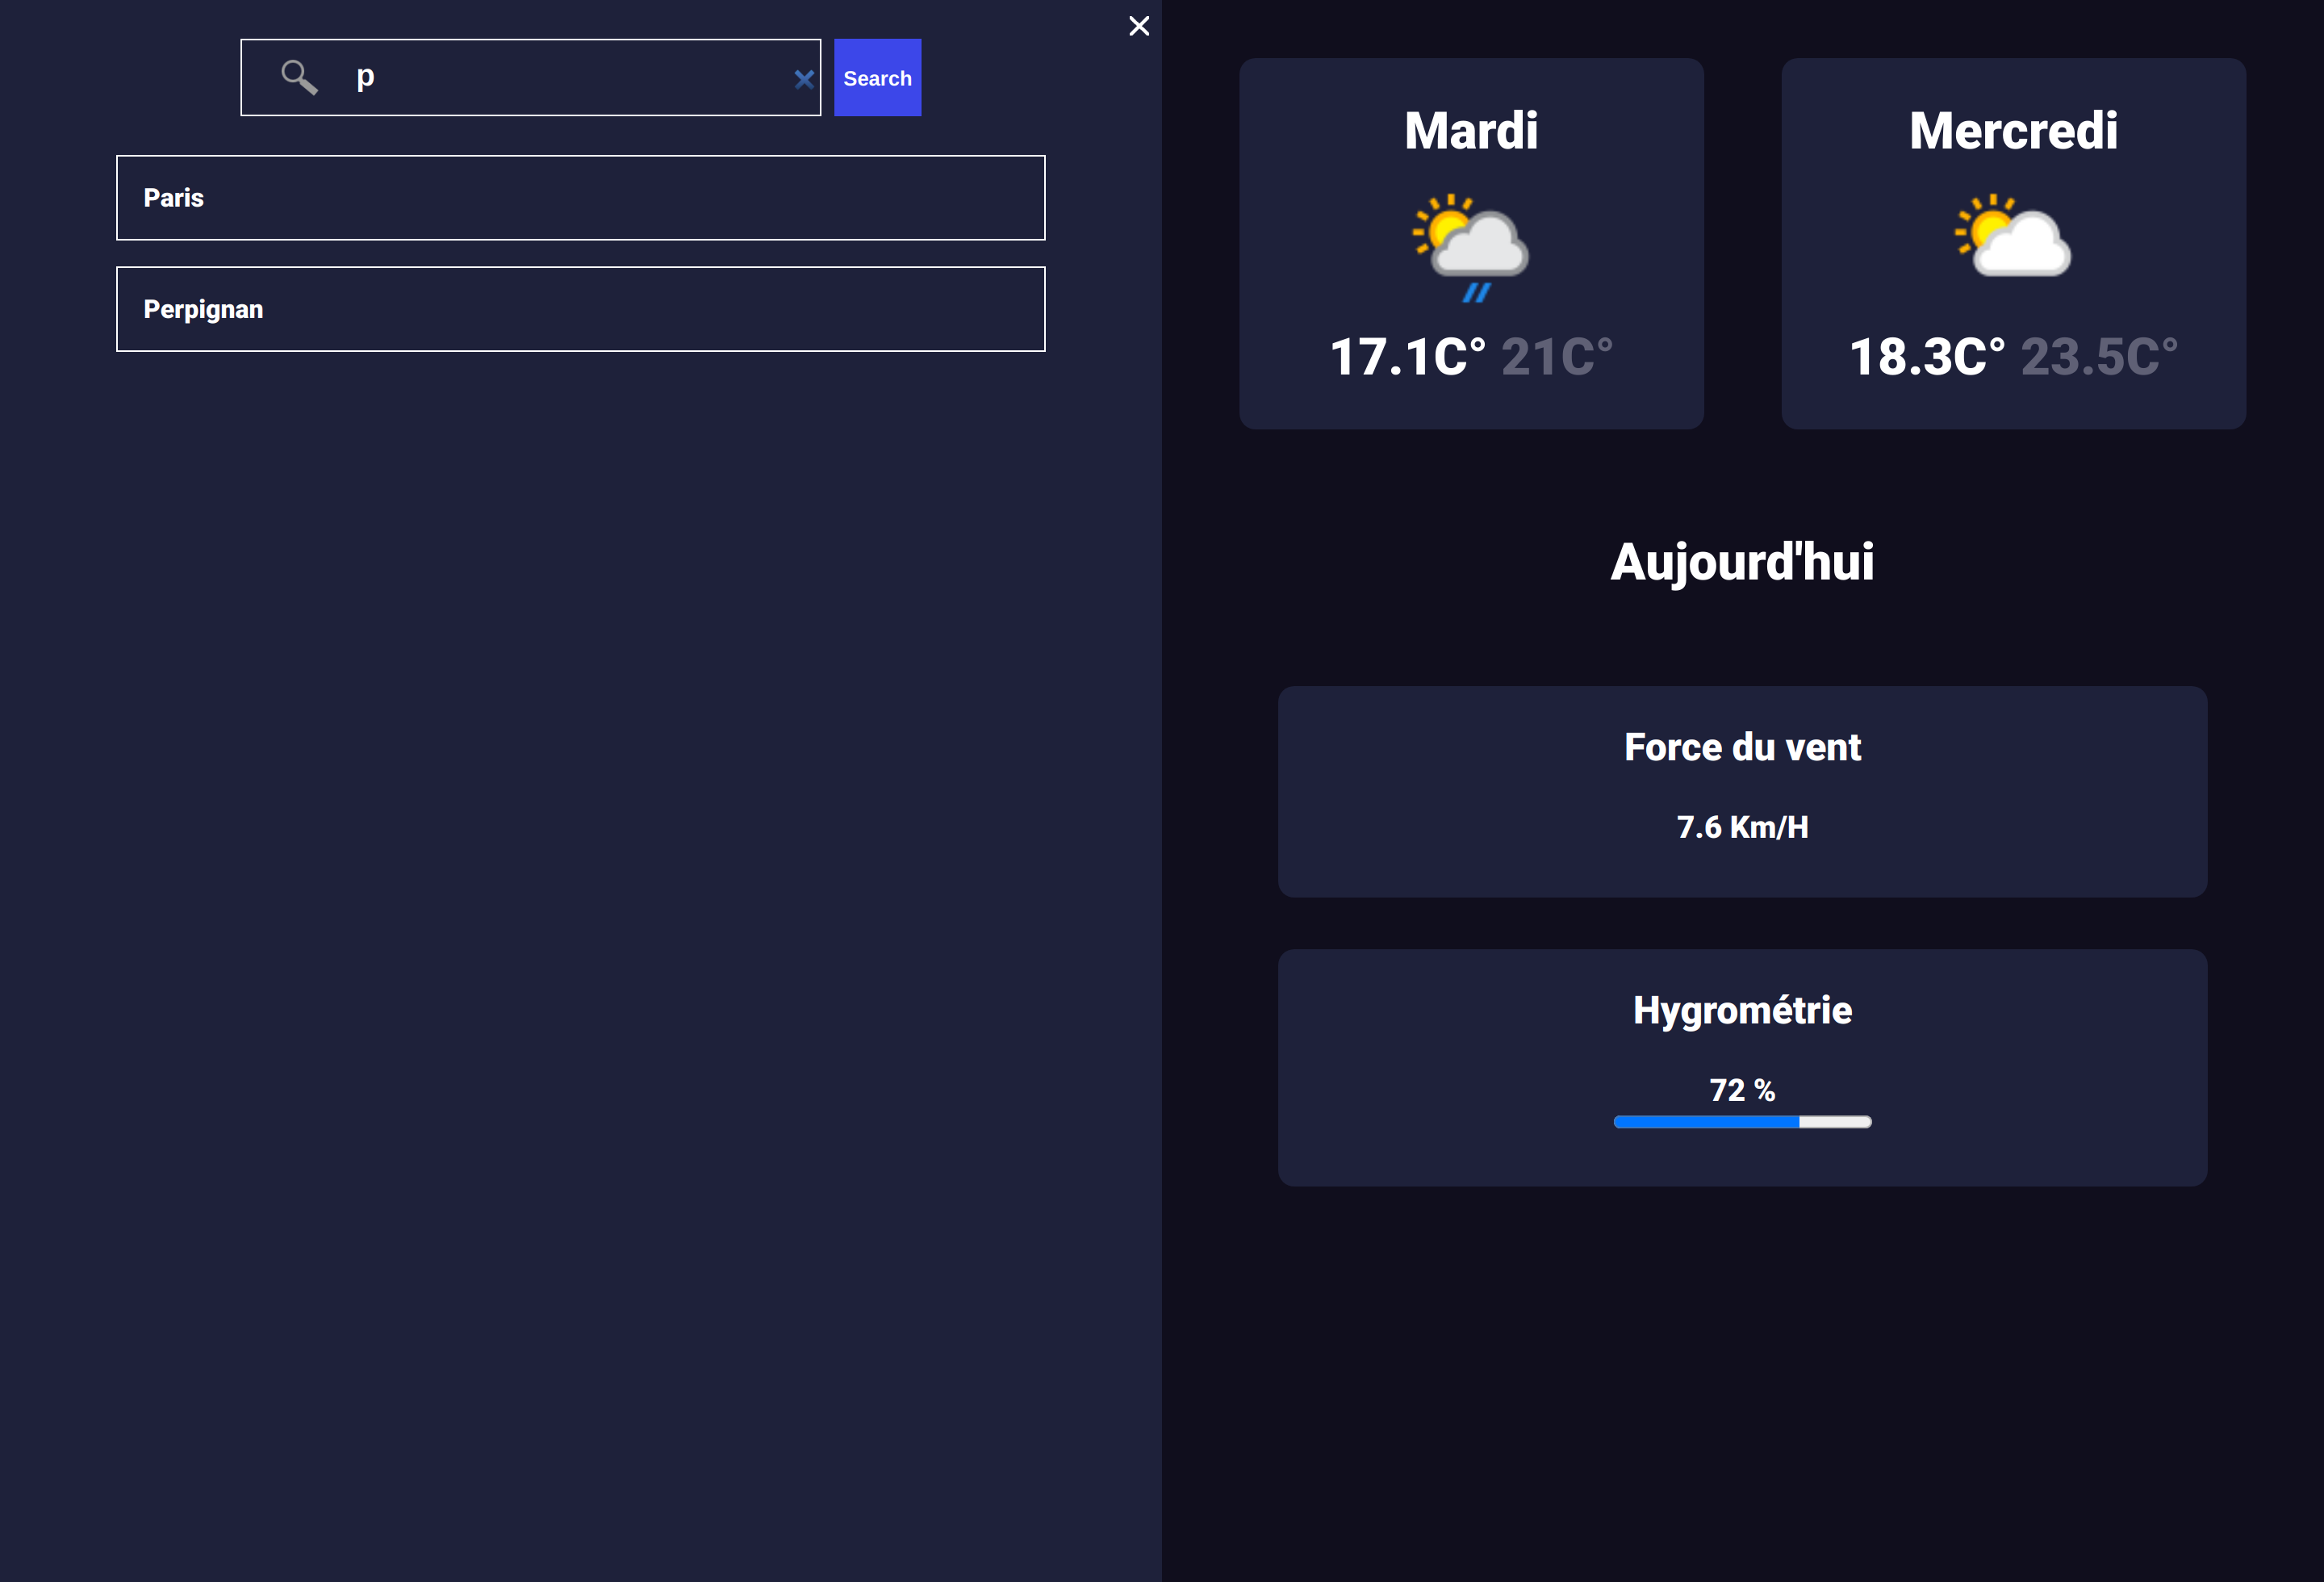 p
Search
Paris
Perpignan
Mardi
17.1C° 21C°
Mercredi
18.3C° 23.5C°
Aujourd'hui
Force du vent
7.6 Km/H
Hygrométrie
72 %